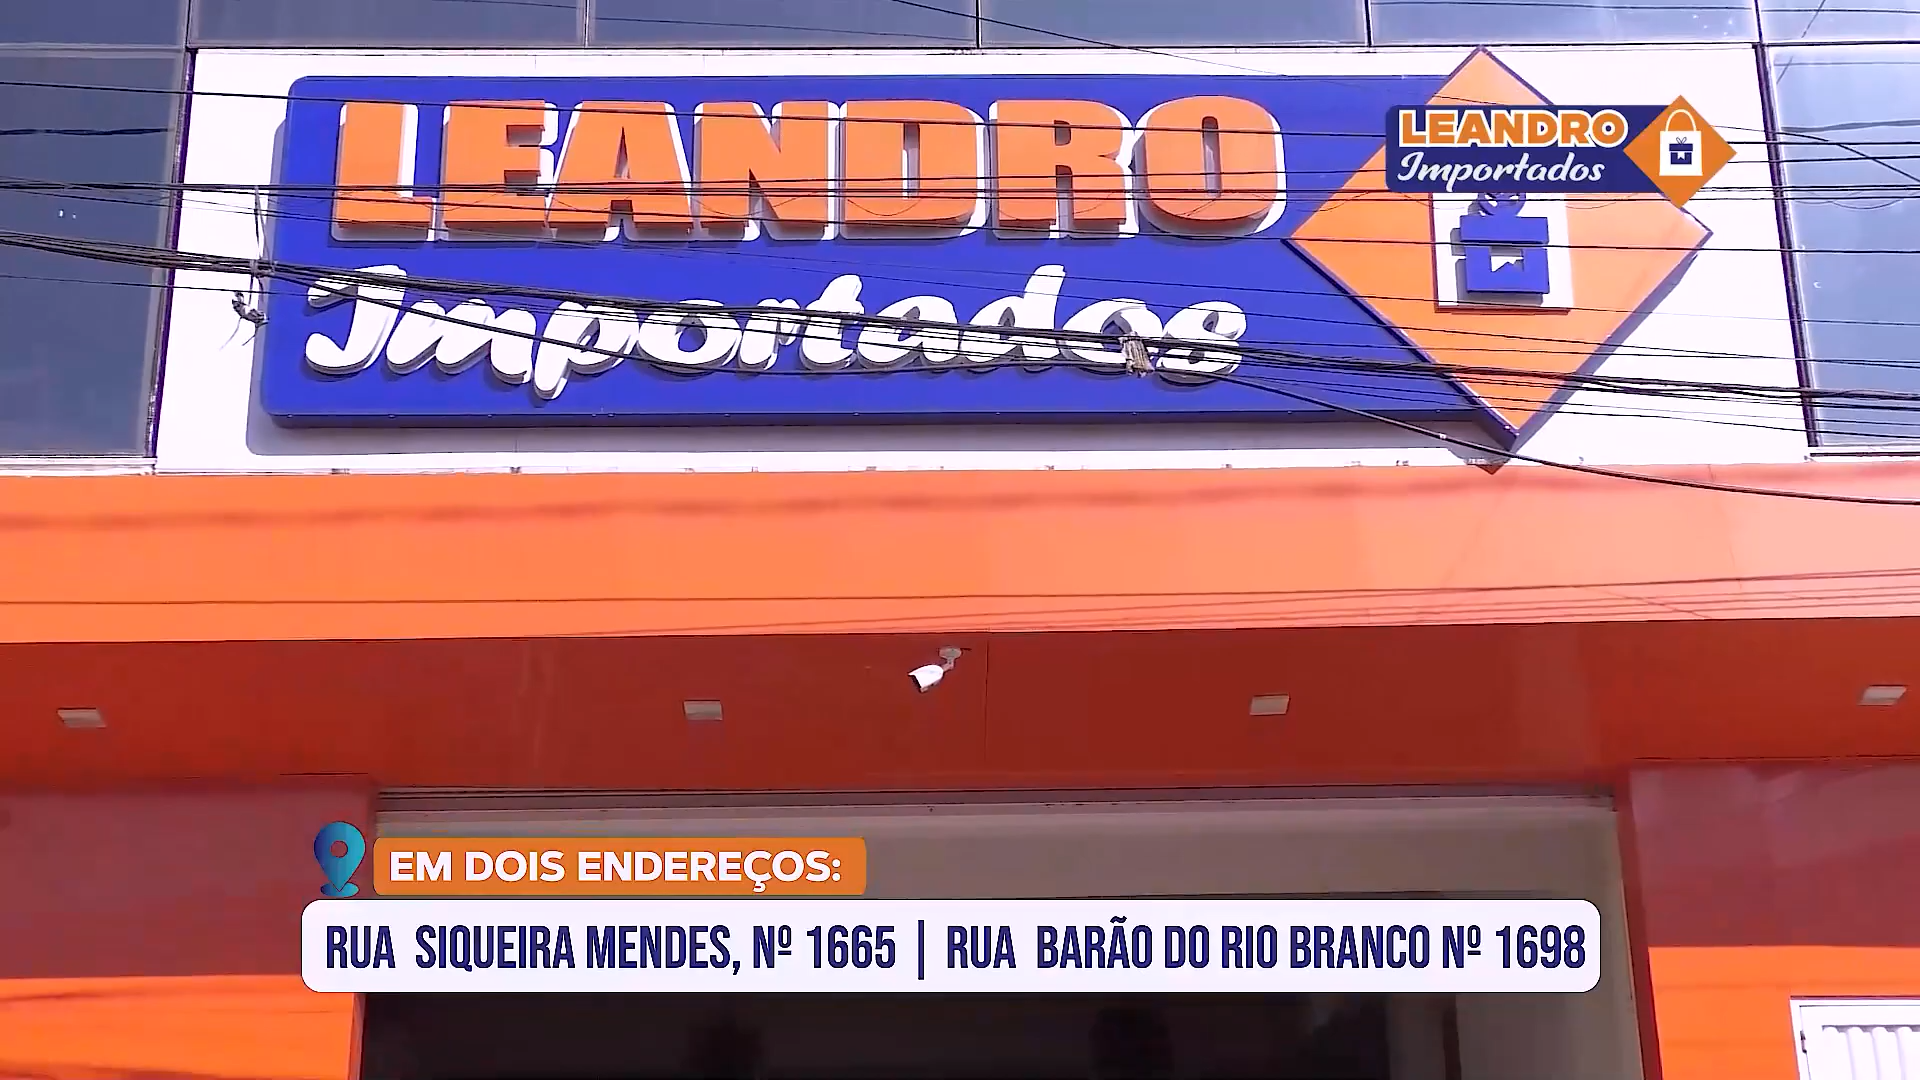 LEANDRO
Importados
LEANDRO
Importados
EM DOIS ENDEREÇOS:
RUA SIQUEIRA MENDES, Nº 1665 | RUA BARÃO DO RIO BRANCO Nº 1698